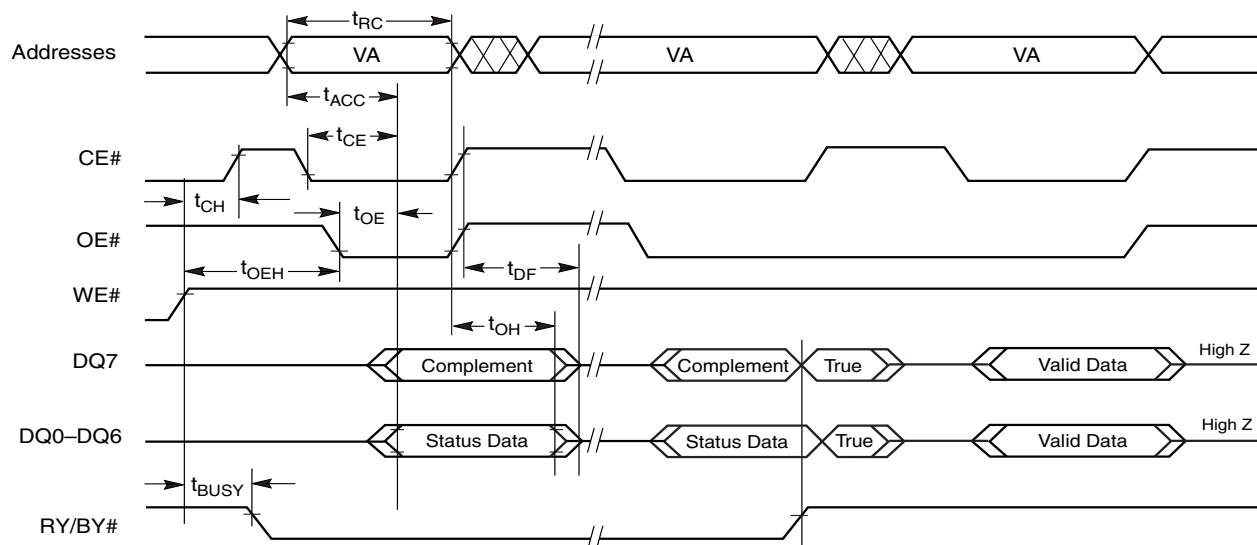 tRC
Addresses VA VA VA
tACC
tCE
CE#
tCH tOE
OE#
tOEH tDF
WE#
tOH
DQ7 Complement Complement True Valid Data High Z
DQ0–DQ6 Status Data Status Data True Valid Data High Z
tBUSY
RY/BY#